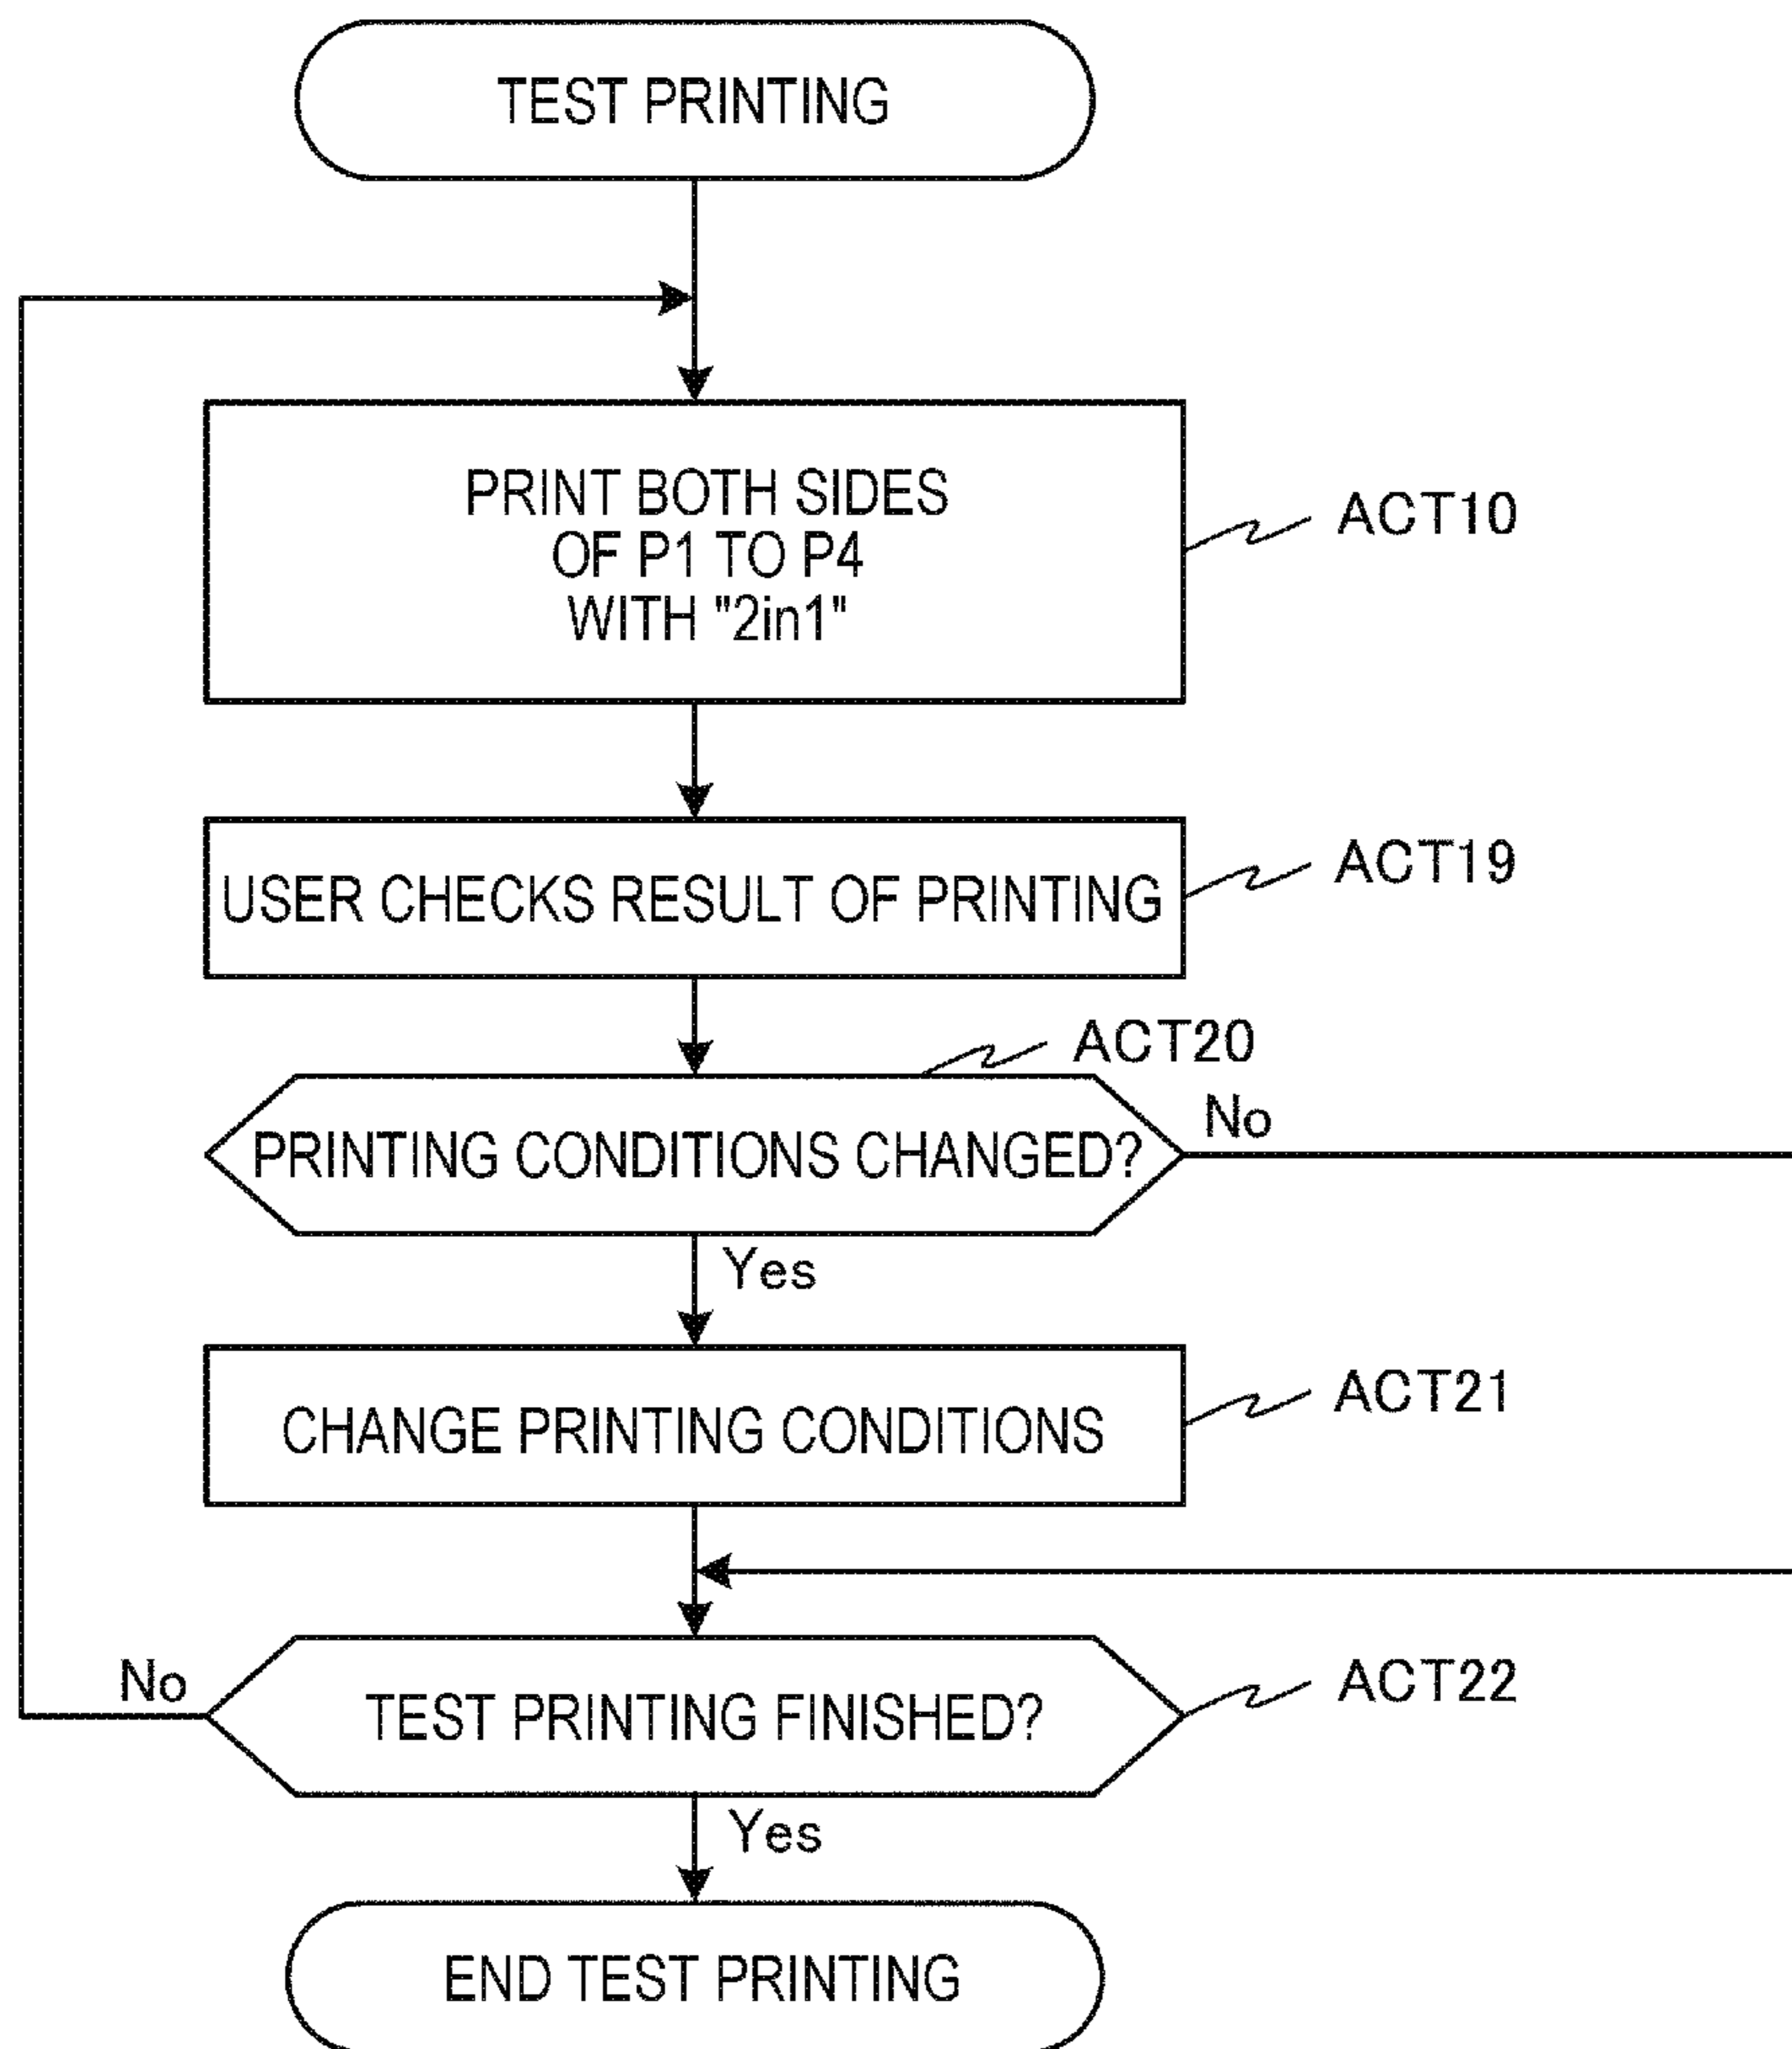 TEST PRINTING
PRINT BOTH SIDES
OF P1 TO P4
WITH "2in1"
ACT10
USER CHECKS RESULT OF PRINTING
ACT19
ACT20
PRINTING CONDITIONS CHANGED?
No
Yes
CHANGE PRINTING CONDITIONS
ACT21
No
TEST PRINTING FINISHED?
ACT22
Yes
END TEST PRINTING